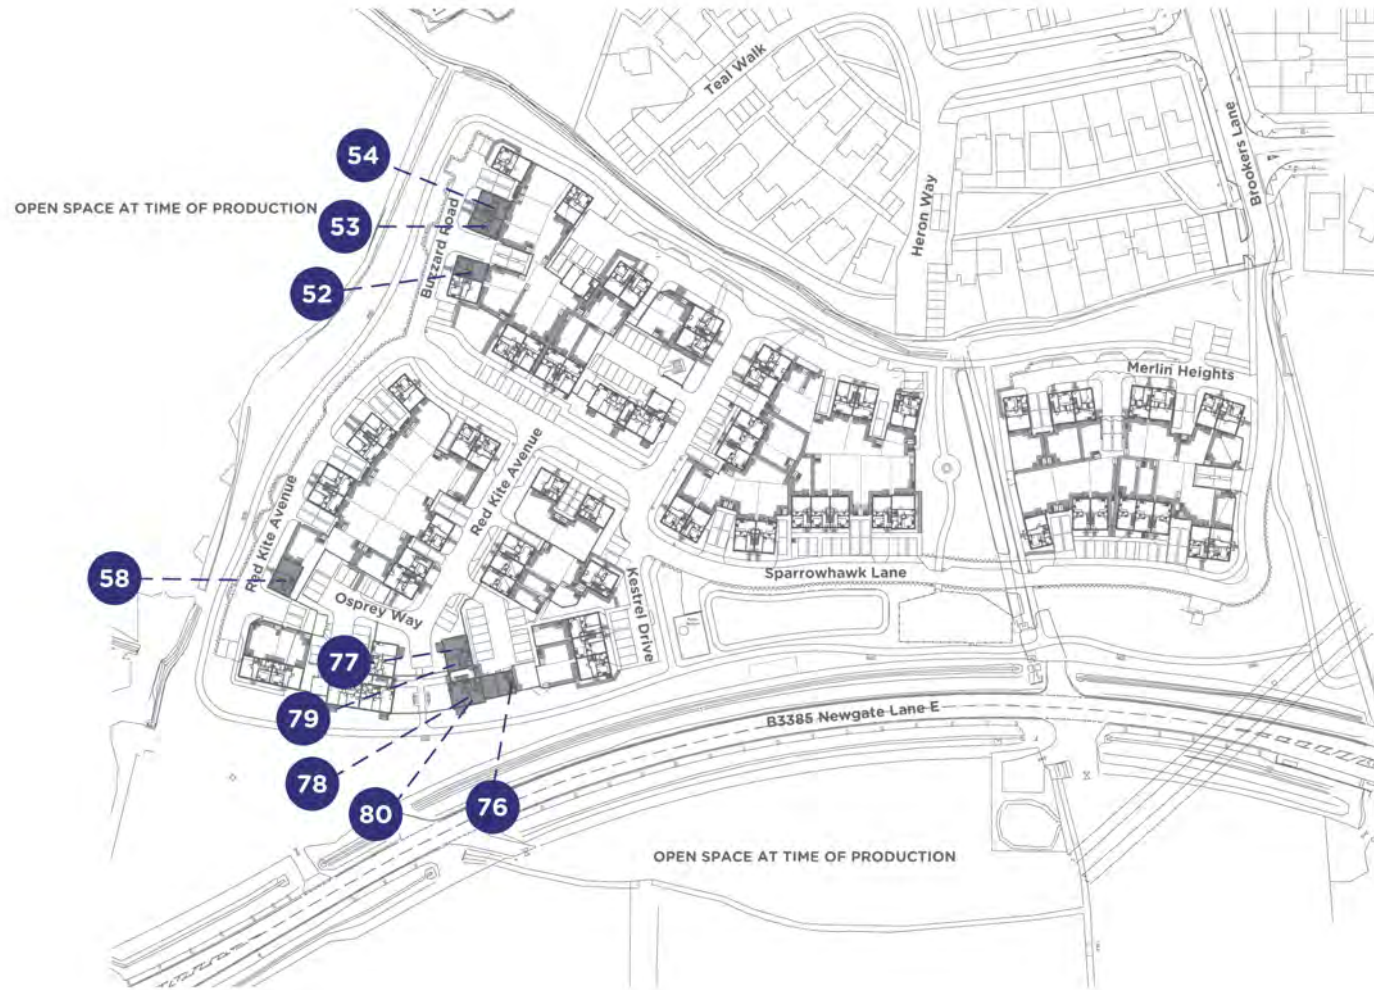 Teal Walk
Brookers Lane
54
OPEN SPACE AT TIME OF PRODUCTION
53
Buzzard Road
Heron Way
52
Merlin Heights
Red Kite Avenue
Red Kite Avenue
58
Sparrowhawk Lane
Osprey Way
Kestrel Drive
77
79
B3385 Newgate Lane E
78
80
76
OPEN SPACE AT TIME OF PRODUCTION